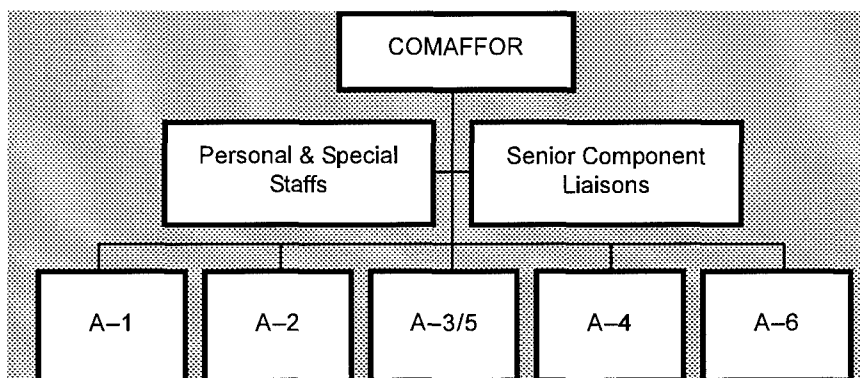 COMAFFOR
Personal & Special
Staffs
Senior Component
Liaisons
A–1
A–2
A–3/5
A–4
A–6